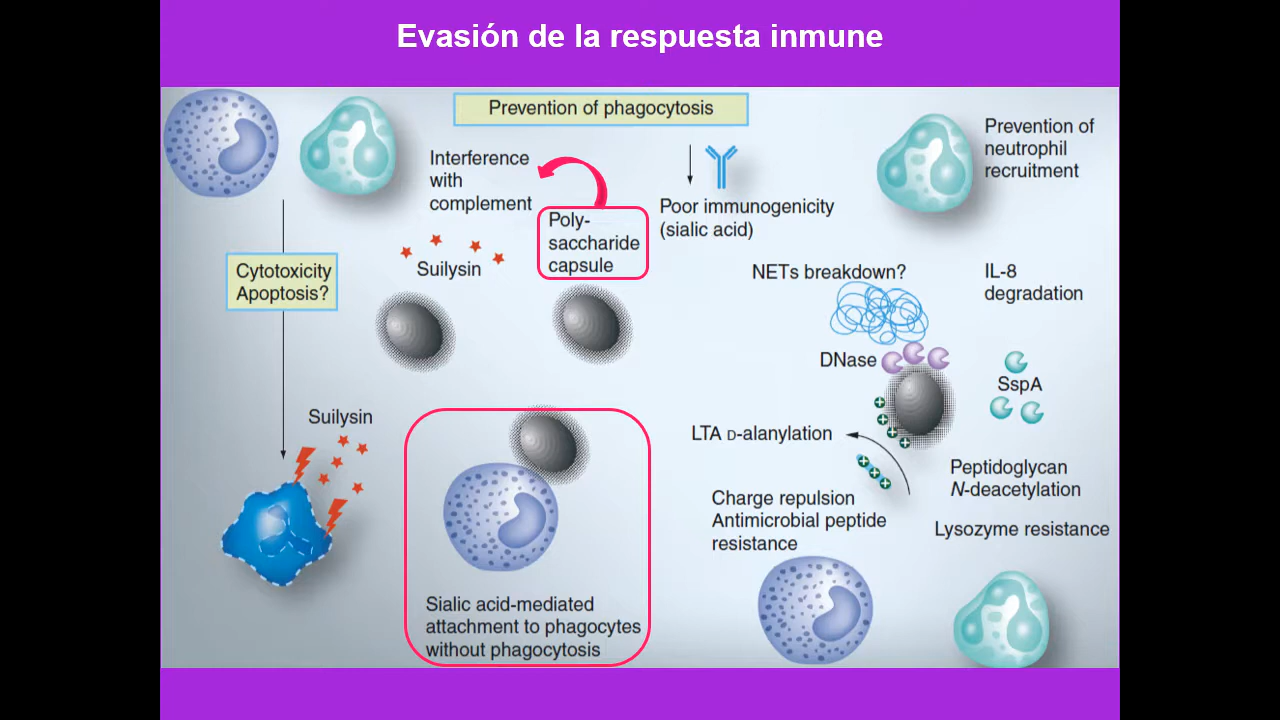 Evasión de la respuesta inmune
Prevention of phagocytosis
Interference
with
complement
Poly-
saccharide
capsule
Poor immunogenicity
(sialic acid)
Prevention of
neutrophil
recruitment
Cytotoxicity
Apoptosis?
Suilysin
NETs breakdown?
IL-8
degradation
DNase
SspA
Suilysin
LTA D-alanylation
Peptidoglycan
N-deacetylation
Charge repulsion
Antimicrobial peptide
resistance
Lysozyme resistance
Sialic acid-mediated
attachment to phagocytes
without phagocytosis